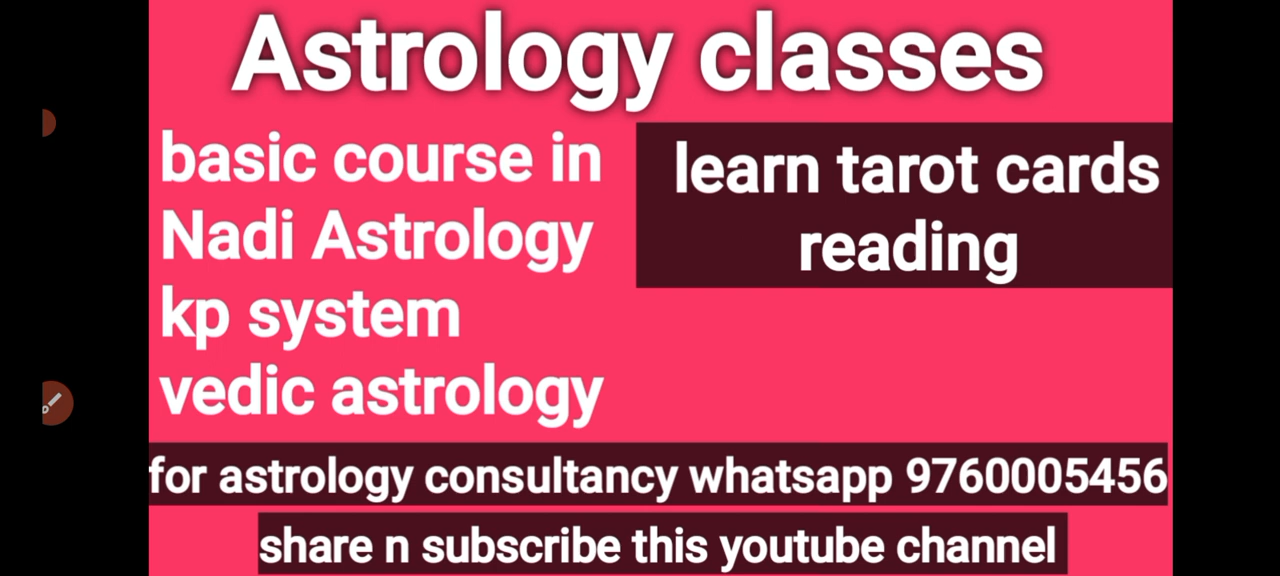 Astrology classes
basic course in
Nadi Astrology
kp system
vedic astrology
learn tarot cards
reading
for astrology consultancy whatsapp 9760005456
share n subscribe this youtube channel